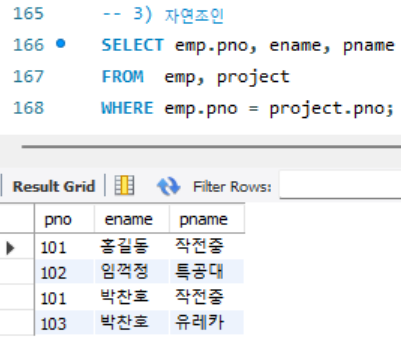 165 -- 3) 자연조인
166 SELECT emp.pno, ename, pname
167 FROM emp, project
168 WHERE emp.pno = project.pno;
Result Grid Filter Rows:
pno ename pname
101 홍길동 작전중
102 임꺽정 특공대
101 박찬호 작전중
103 박찬호 유레카